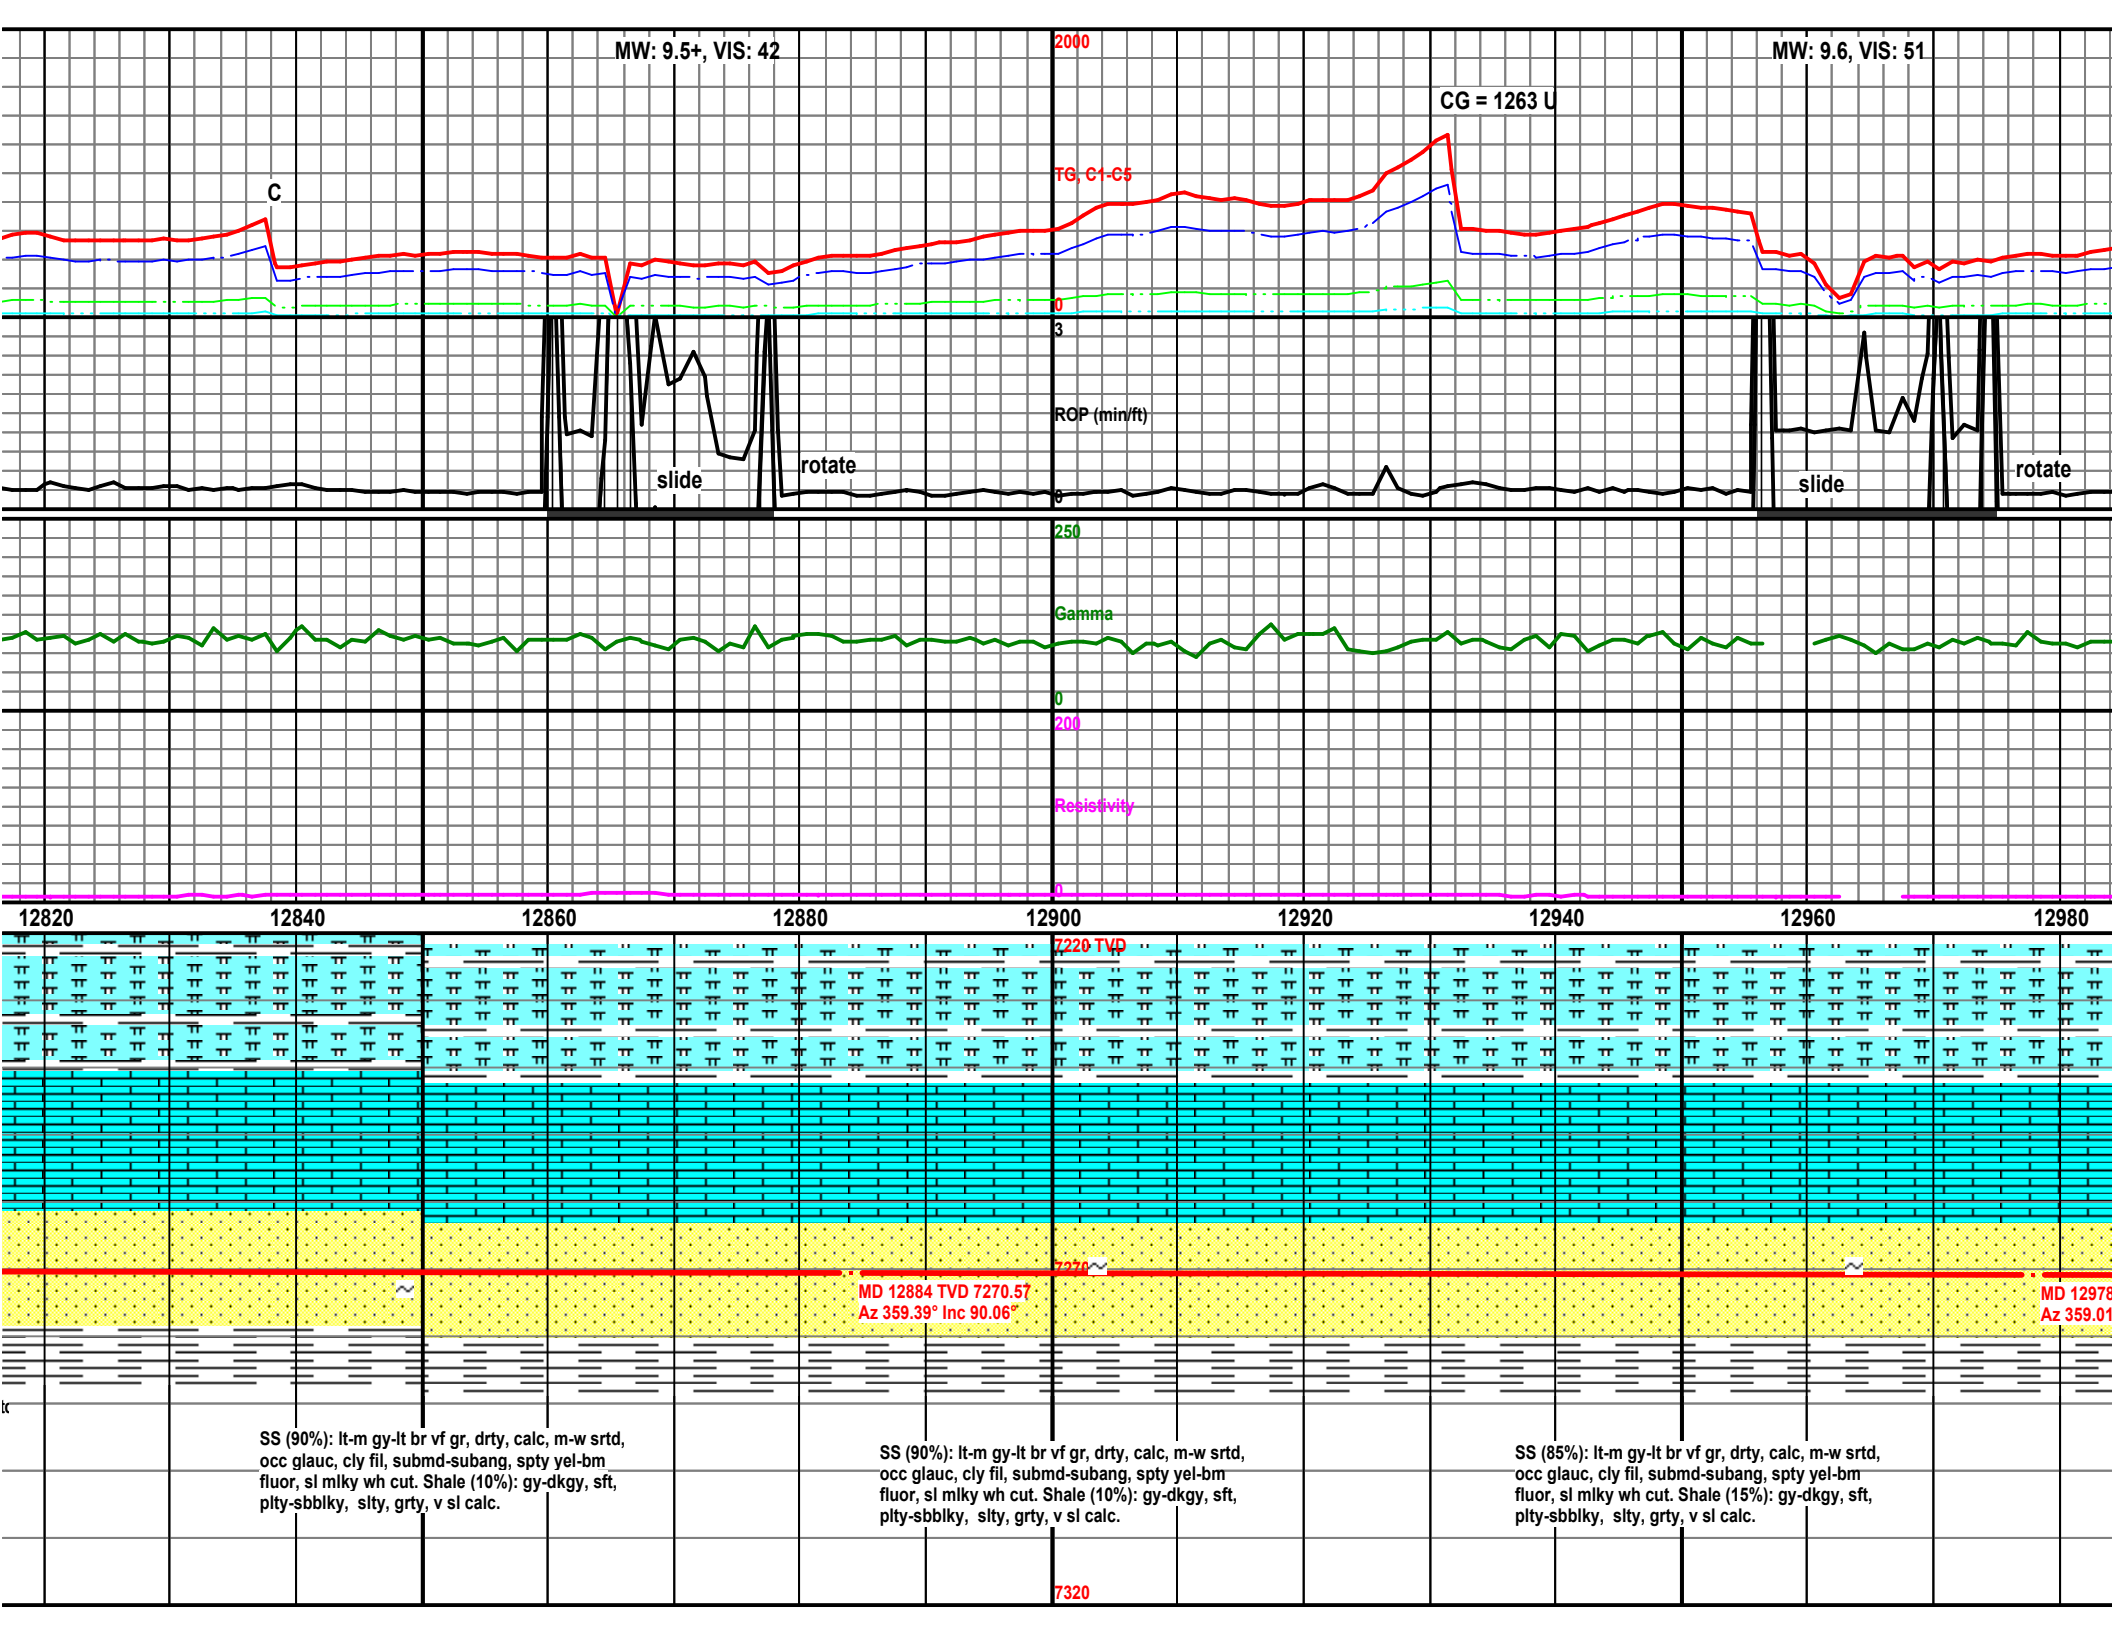 MW: 9.5+, VIS: 42
2000
MW: 9.6, VIS: 51
CG = 1263 U
TG, C1-C5
C
0
3
ROP (min/ft)
rotate
slide
rotate
slide
0
250
Gamma
0
200
Resistivity
0
12820 12840 12860 12880 12900 12920 12940 12960 12980
7220 TVD
7270
MD 12884 TVD 7270.57
Az 359.39° Inc 90.06°
MD 12978
Az 359.01
SS (90%): lt-m gy-lt br vf gr, drty, calc, m-w srtd,
occ glauc, cly fil, submd-subang, spty yel-bm
fluor, sl mlky wh cut. Shale (10%): gy-dkgy, sft,
plty-sbblky, slty, grty, v sl calc.
SS (90%): lt-m gy-lt br vf gr, drty, calc, m-w srtd,
occ glauc, cly fil, submd-subang, spty yel-bm
fluor, sl mlky wh cut. Shale (10%): gy-dkgy, sft,
plty-sbblky, slty, grty, v sl calc.
SS (85%): lt-m gy-lt br vf gr, drty, calc, m-w srtd,
occ glauc, cly fil, submd-subang, spty yel-bm
fluor, sl mlky wh cut. Shale (15%): gy-dkgy, sft,
plty-sbblky, slty, grty, v sl calc.
7320